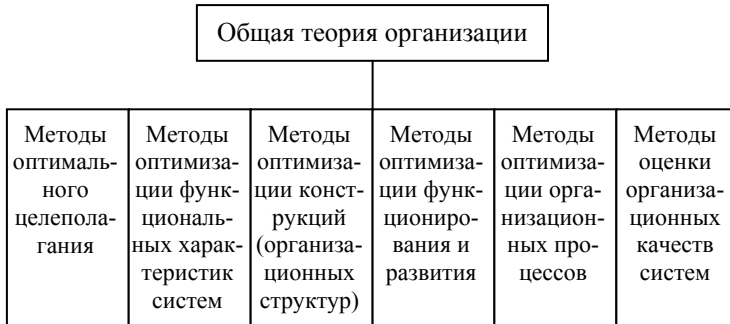 Общая теория организации
Методы
оптималь-
ного
целепола-
гания
Методы
оптимиза-
ции функ-
циональ-
ных харак-
теристик
систем
Методы
оптимиза-
ции конст-
рукций
(организа-
ционных
структур)
Методы
оптимиза-
ции функ-
циониро-
вания и
развития
Методы
оптимиза-
ции орга-
низацион-
ных про-
цессов
Методы
оценки
организа-
ционных
качеств
систем